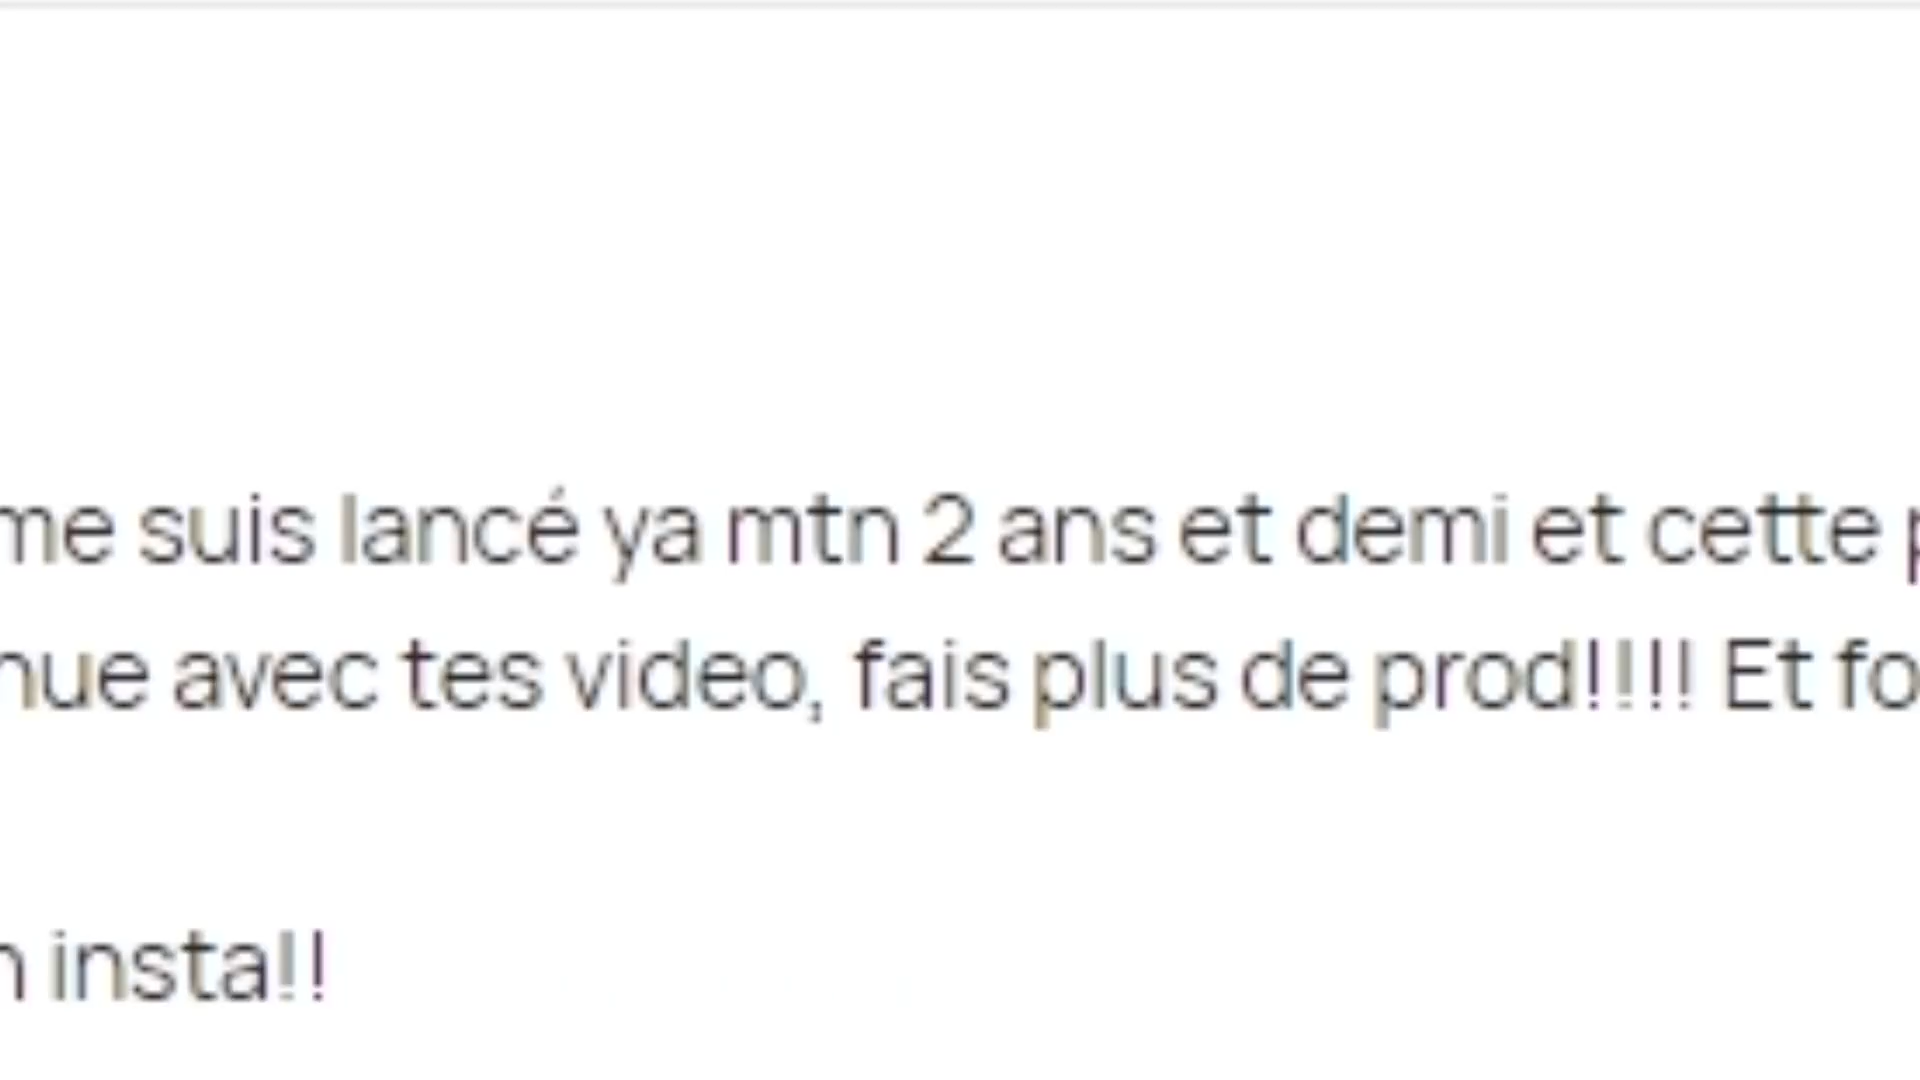 me suis lancé ya mtn 2 ans et demi et cette p
nue avec tes video, fais plus de prod!!!! Et fo
n insta!!